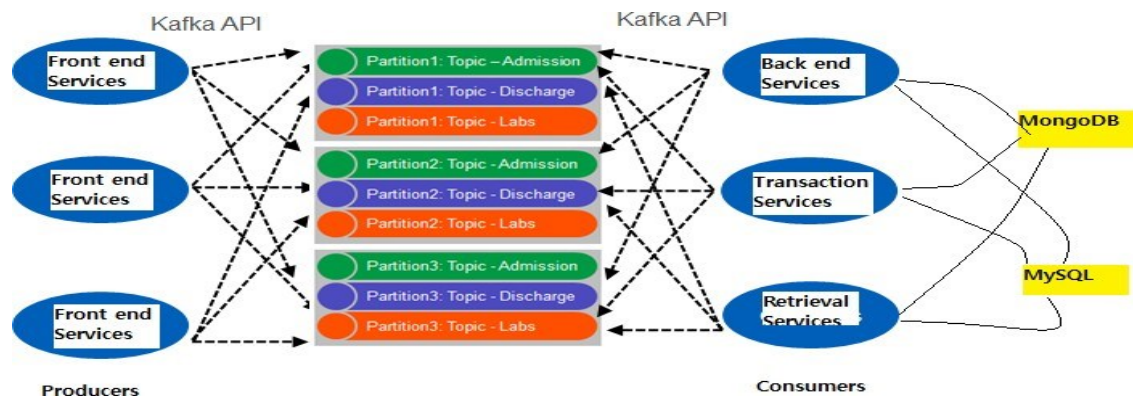 Kafka API
Kafka API
Front end
Services
Front end
Services
Front end
Services
Producers
Partition1: Topic – Admission
Partition1: Topic - Discharge
Partition1: Topic - Labs
Partition2: Topic - Admission
Partition2: Topic - Discharge
Partition2: Topic - Labs
Partition3: Topic - Admission
Partition3: Topic - Discharge
Partition3: Topic - Labs
Back end
Services
Transaction
Services
Retrieval
Services
Consumers
MongoDB
MySQL